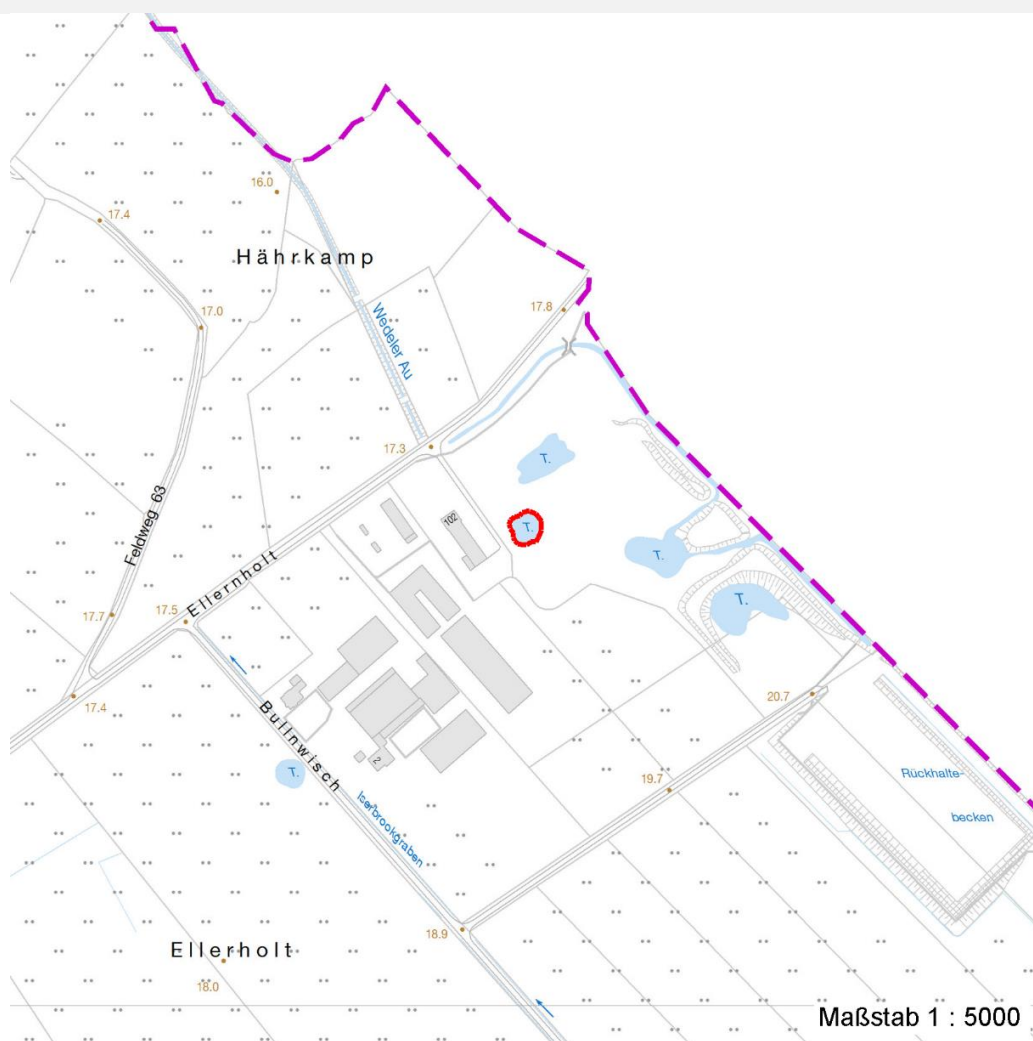 16.0
17.4
Hährkamp
17.8
17.0
Wedeler Au
17.3
T.
Feldweg 63
102
T.
T.
Ellernholt
T.
17.7
17.5
17.4
20.7
Bullnwisch
2
T.
Rückhalte-
becken
19.7
Iserbrookgraben
18.9
Ellerholt
18.0
Maßstab 1 : 5000